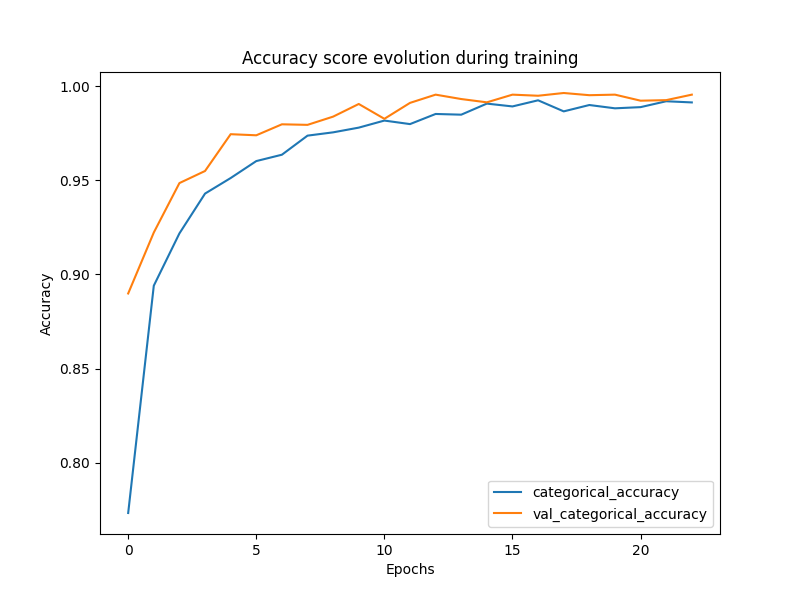 Accuracy score evolution during training
1.00
0.95
0.90
0.85
0.80
Accuracy
0 5 10 15 20
Epochs
categorical_accuracy
val_categorical_accuracy